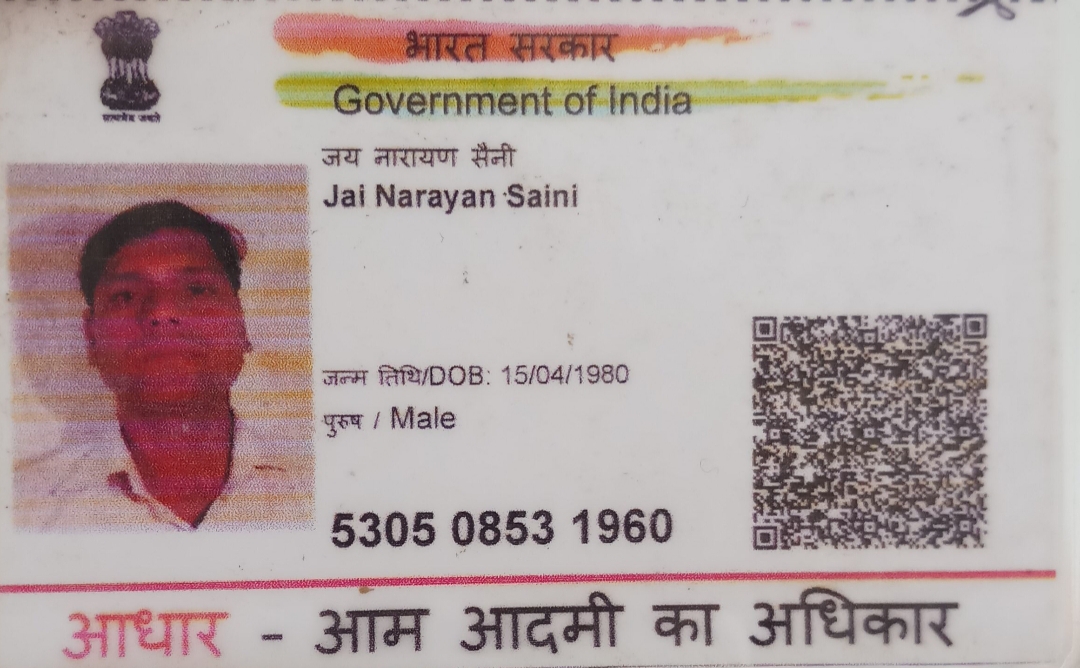 भारत सरकार
Government of India
सत्यमेव जयते
जय नारायण सैनी
Jai Narayan Saini
जन्म तिथि/DOB: 15/04/1980
पुरुष / Male
5305 0853 1960
आधार - आम आदमी का अधिकार